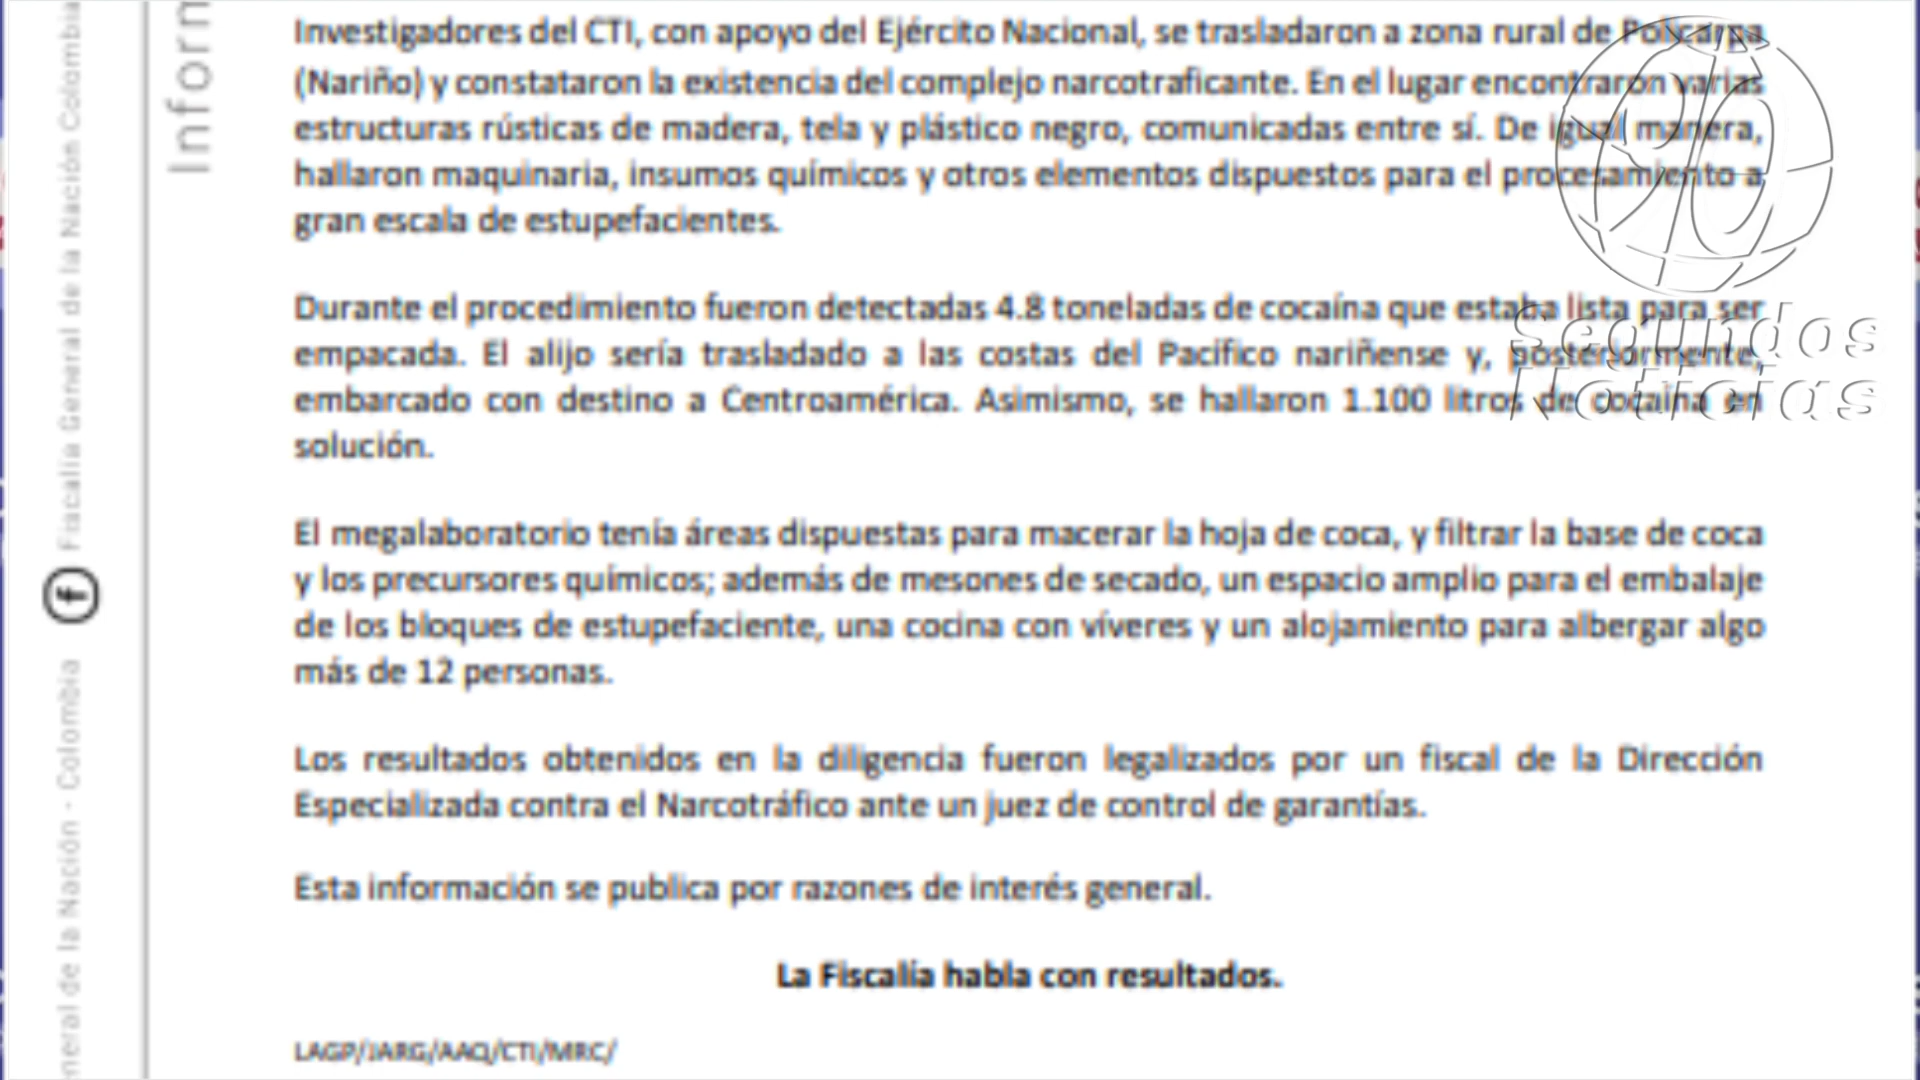 Investigadores del CTI, con apoyo del Ejército Nacional, se trasladaron a zona rural de Policarpa
(Nariño) y constataron la existencia del complejo narcotraficante. En el lugar encontraron varias
estructuras rústicas de madera, tela y plástico negro, comunicadas entre sí. De igual manera,
hallaron maquinaria, insumos químicos y otros elementos dispuestos para el procesamiento a
gran escala de estupefacientes.
Durante el procedimiento fueron detectadas 4.8 toneladas de cocaína que estaba lista para ser
empacada. El alijo sería trasladado a las costas del Pacífico nariñense y, posteriormente,
embarcado con destino a Centroamérica. Asimismo, se hallaron 1.100 litros de cocaína en
solución.
El megalaboratorio tenía áreas dispuestas para macerar la hoja de coca, y filtrar la base de coca
y los precursores químicos; además de mesones de secado, un espacio amplio para el embalaje
de los bloques de estupefaciente, una cocina con víveres y un alojamiento para albergar algo
más de 12 personas.
Los resultados obtenidos en la diligencia fueron legalizados por un fiscal de la Dirección
Especializada contra el Narcotráfico ante un juez de control de garantías.
Esta información se publica por razones de interés general.
La Fiscalía habla con resultados.
LAGP/JARG/AAQ/CTI/MRC/
Inform
Fiscalía General de la Nación Colombia
neral de la Nación - Colombia
90
Segundos
Noticias